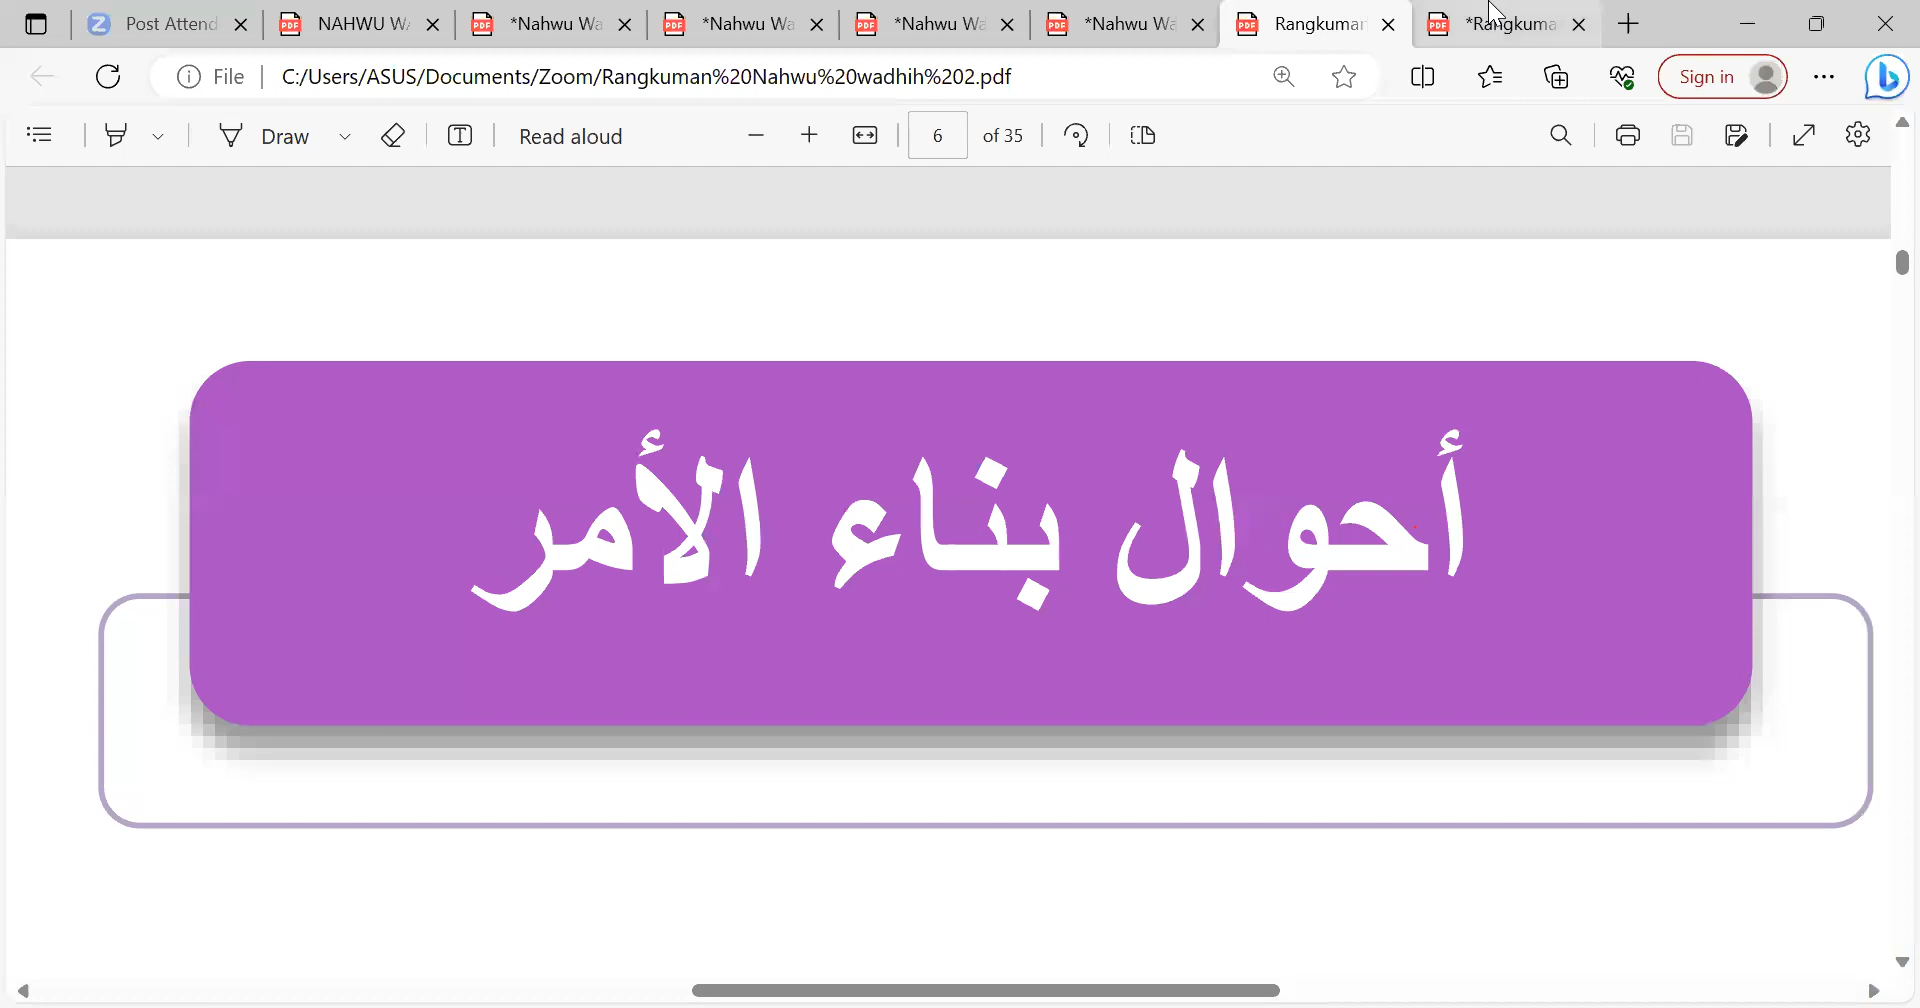 Post Attend
NAHWU W
*Nahwu Wa
*Nahwu Wa
*Nahwu Wa
*Nahwu Wa
Rangkuman
*Rangkuma
File
C:/Users/ASUS/Documents/Zoom/Rangkuman%20Nahwu%20wadhih%202.pdf
Sign in
Draw
Read aloud
6 of 35
أحوال بناء الأمر